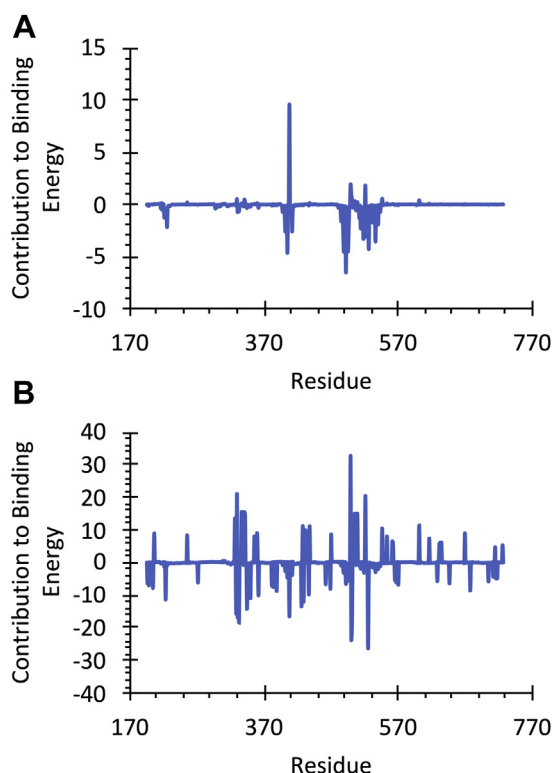 A
Contribution to Binding
Energy
15
10
5
0
-5
-10
170 370 570 770
Residue
B
Contribution to Binding
Energy
40
30
20
10
0
-10
-20
-30
-40
170 370 570 770
Residue